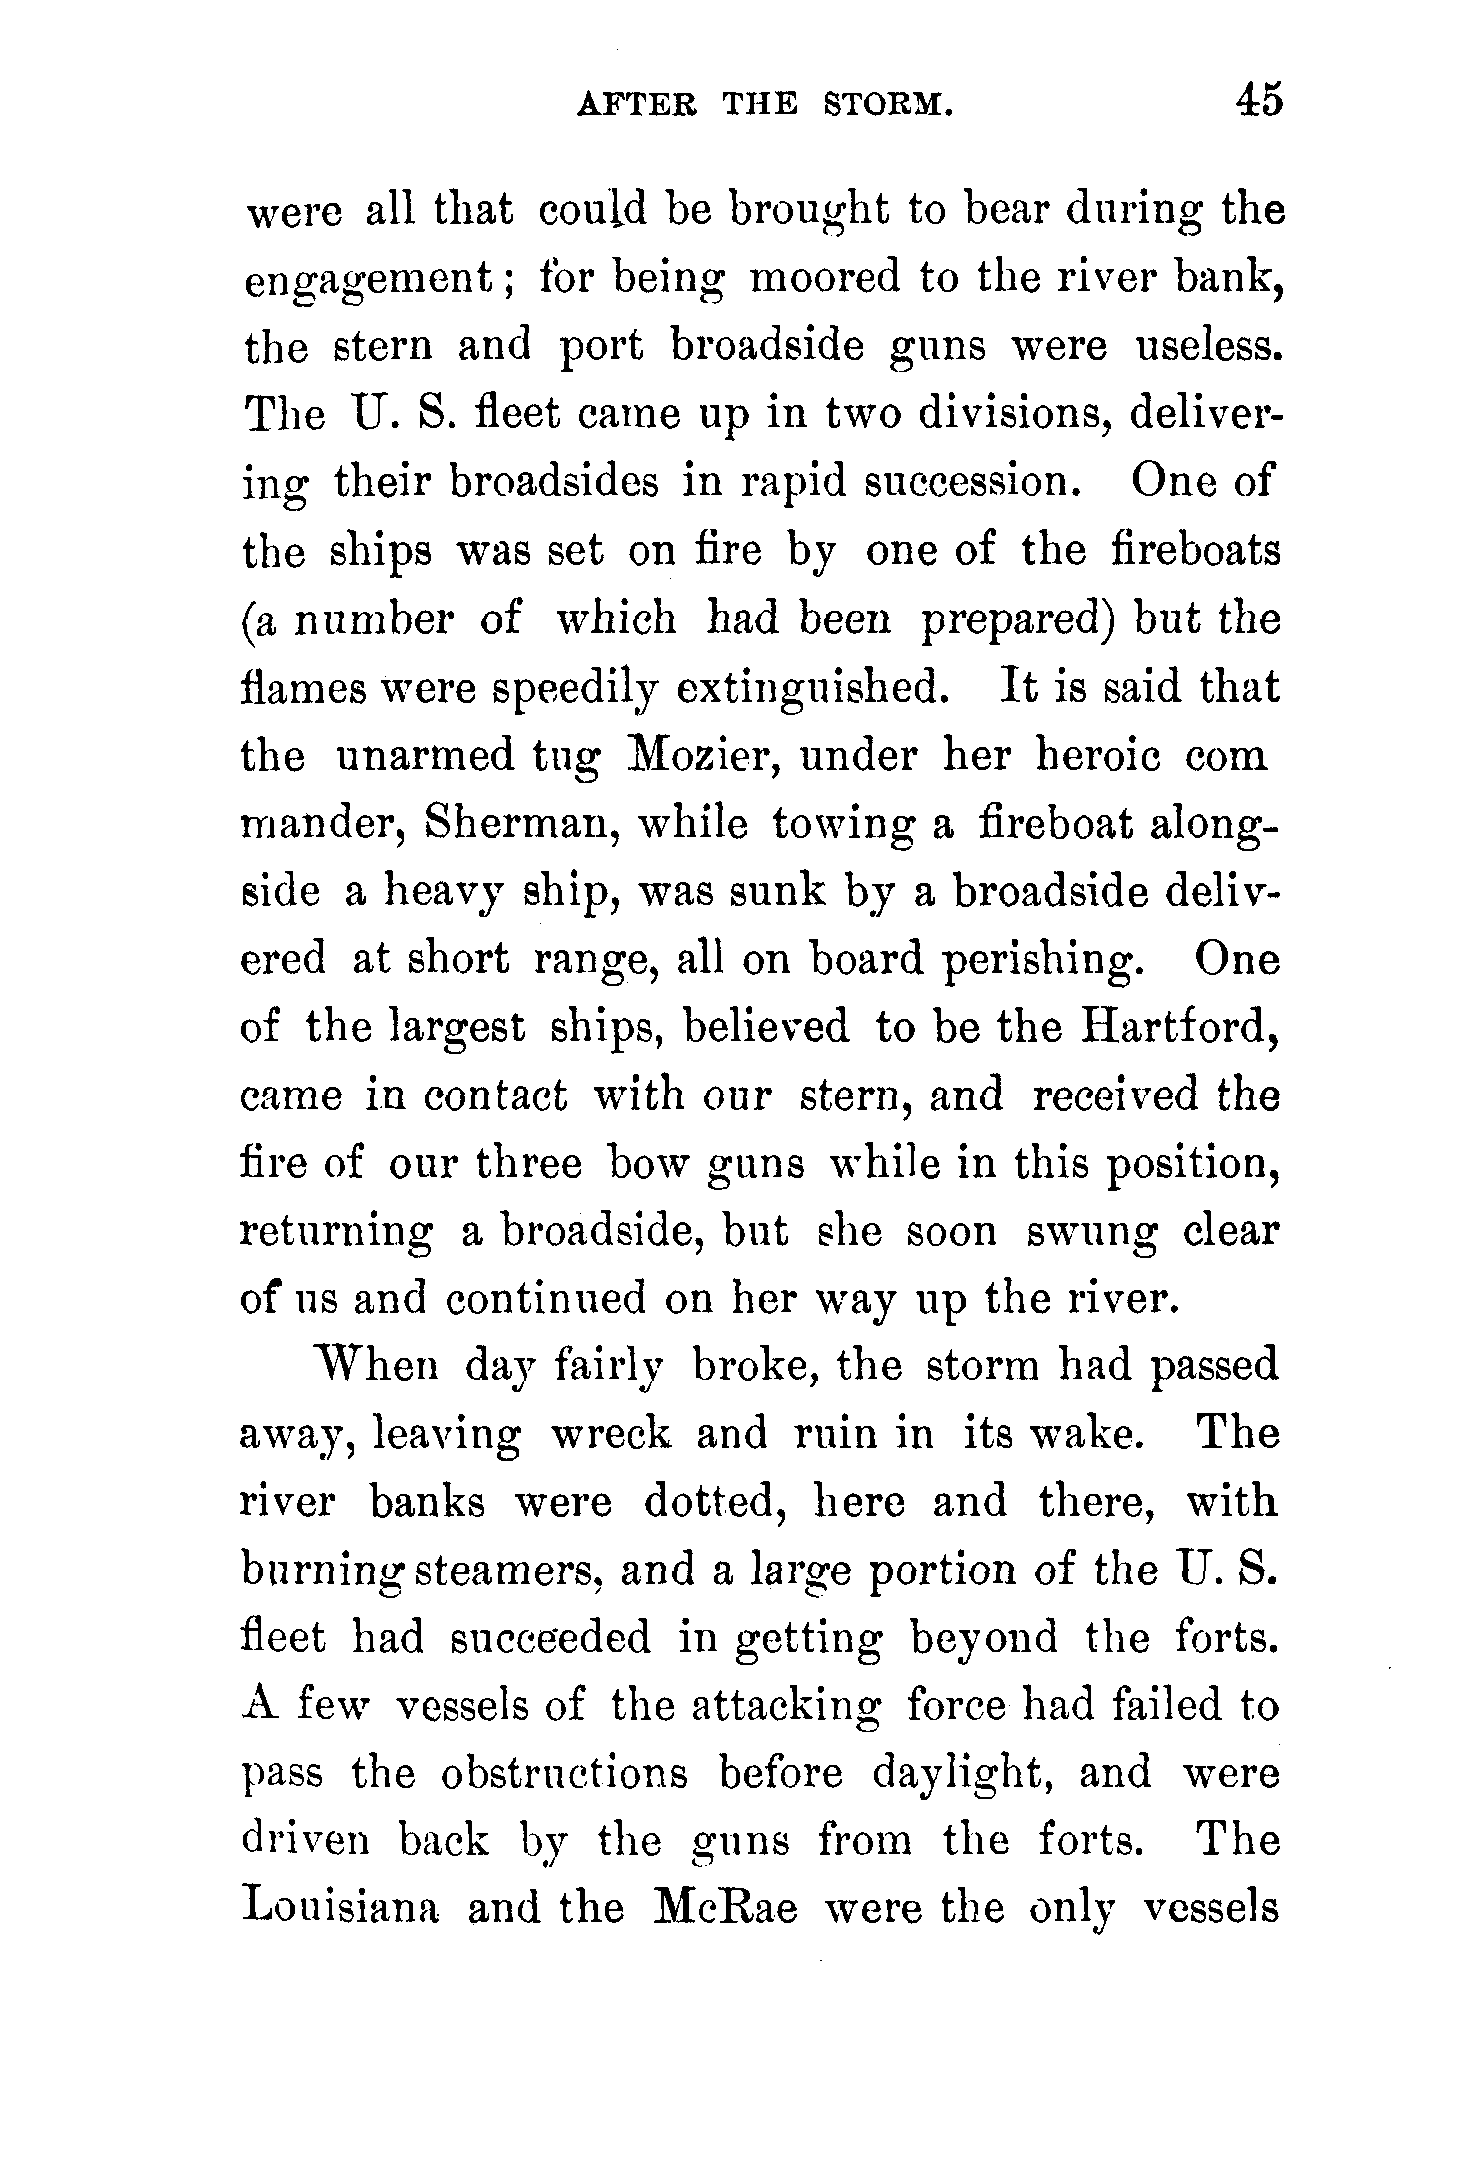 AFTER THE STORM. 45
were all that could be brought to bear during the
engagement; for being moored to the river bank,
the stern and port broadside guns were useless.
The U. S. fleet came up in two divisions, deliver-
ing their broadsides in rapid succession. One of
the ships was set on fire by one of the fireboats
(a number of which had been prepared) but the
flames were speedily extinguished. It is said that
the unarmed tug Mozier, under her heroic com
mander, Sherman, while towing a fireboat along-
side a heavy ship, was sunk by a broadside deliv-
ered at short range, all on board perishing. One
of the largest ships, believed to be the Hartford,
came in contact with our stern, and received the
fire of our three bow guns while in this position,
returning a broadside, but she soon swung clear
of us and continued on her way up the river.
When day fairly broke, the storm had passed
away, leaving wreck and ruin in its wake. The
river banks were dotted, here and there, with
burning steamers, and a large portion of the U. S.
fleet had succeeded in getting beyond the forts.
A few vessels of the attacking force had failed to
pass the obstructions before daylight, and were
driven back by the guns from the forts. The
Louisiana and the McRae were the only vessels